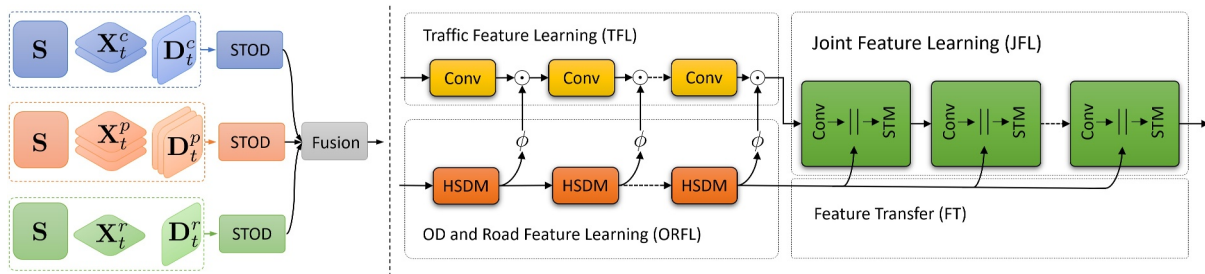 S X_t^c D_t^c STOD
S X_t^p D_t^p STOD Fusion
S X_t^r D_t^r STOD
Traffic Feature Learning (TFL)
Conv ⊙ Conv ⊙ Conv ⊙
ϕ ϕ ϕ
HSDM HSDM HSDM
OD and Road Feature Learning (ORFL)
Joint Feature Learning (JFL)
Conv || STM Conv || STM Conv || STM
Feature Transfer (FT)